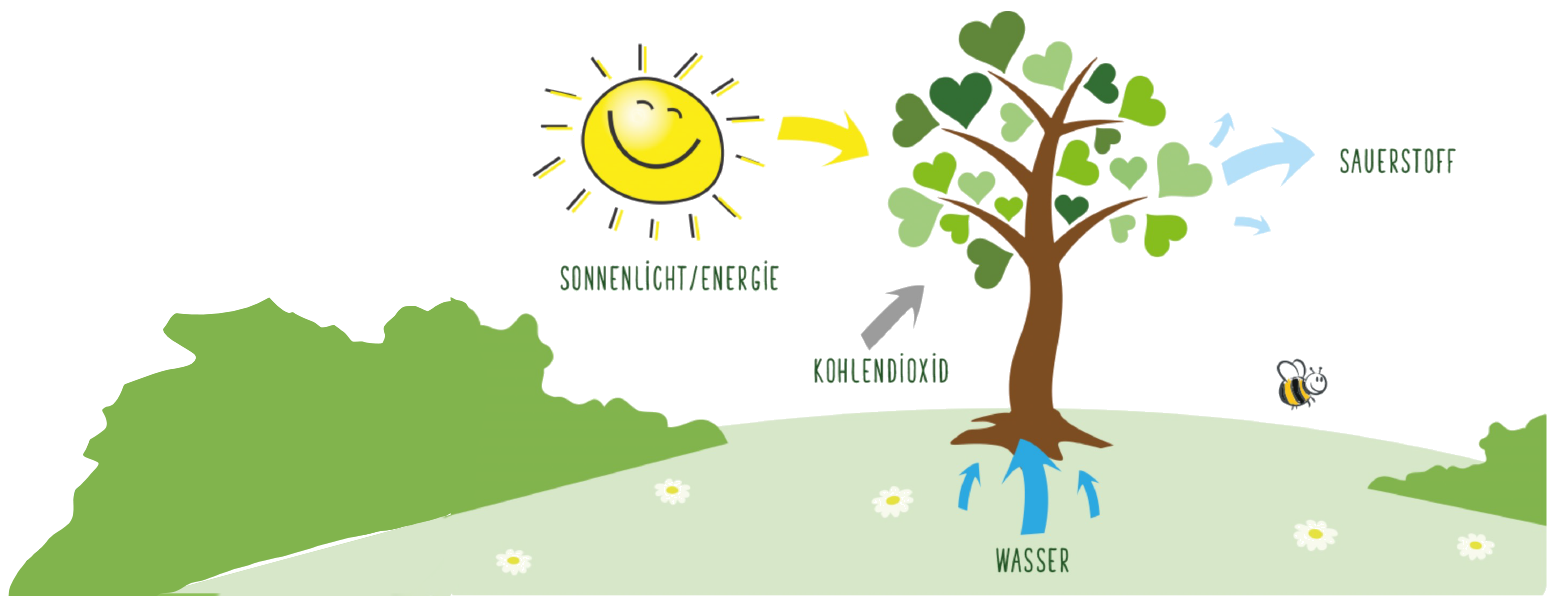 SAUERSTOFF
SONNENLICHT/ENERGIE
KOHLENDIOXID
WASSER